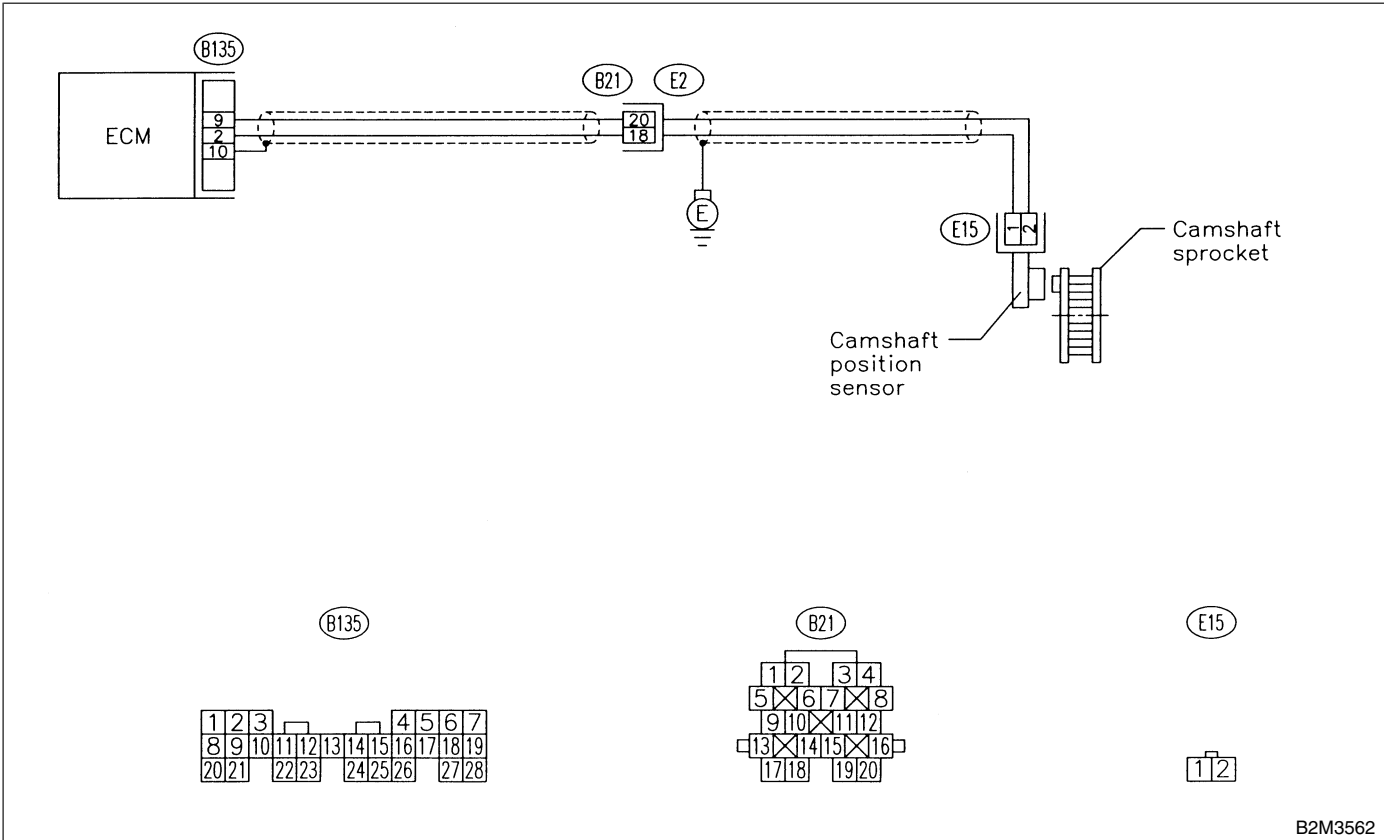 B135
B21 E2
ECM
9
2
10
20
18
E
E15
1 2
Camshaft
sprocket
Camshaft
position
sensor
B135
1 2 3 4 5 6 7
8 9 10 11 12 13 14 15 16 17 18 19
20 21 22 23 24 25 26 27 28
B21
1 2 3 4
5 6 7 8
9 10 11 12
13 14 15 16
17 18 19 20
E15
1 2
B2M3562